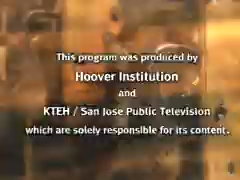 This program was produced by
Hoover Institution
and
KTEH / San Jose Public Television
which are solely responsible for its content.